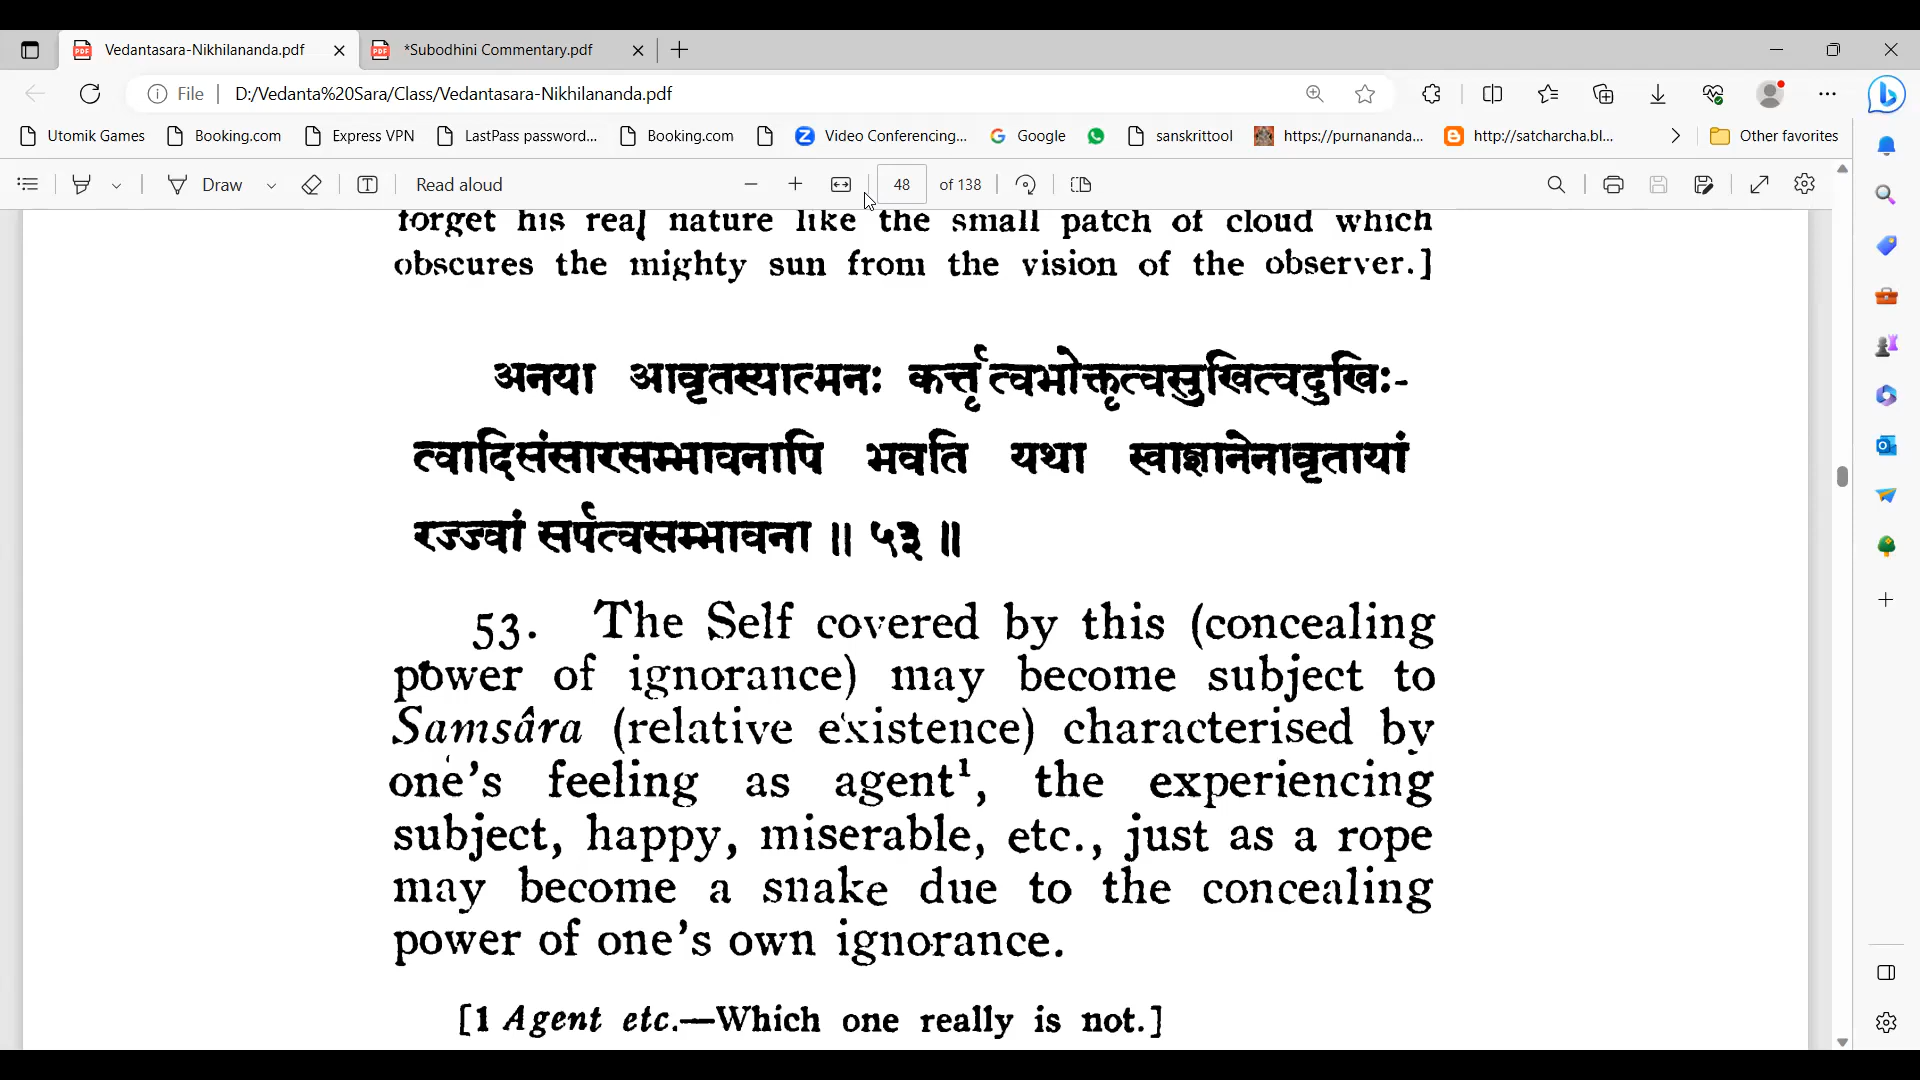 Vedantasara-Nikhilananda.pdf
*Subodhini Commentary.pdf
File D:/Vedanta%20Sara/Class/Vedantasara-Nikhilananda.pdf
Utomik Games Booking.com Express VPN LastPass password... Booking.com Video Conferencing,... Google sanskrittool https://purnananda... http://satcharcha.bl... Other favorites
Draw Read aloud 48 of 138
forget his real nature like the small patch of cloud which
obscures the mighty sun from the vision of the observer.]
अनया आवृतस्यात्मनः कर्त्तृत्वभोक्तृत्वसुखित्वदुखिः-
त्वादिसंसारसम्भावनापि भवति यथा स्वाज्ञानेनावृतायां
रज्ज्वां सर्पत्वसम्भावना ॥ ५३ ॥
53. The Self covered by this (concealing
power of ignorance) may become subject to
Samsâra (relative existence) characterised by
one's feeling as agent¹, the experiencing
subject, happy, miserable, etc., just as a rope
may become a snake due to the concealing
power of one's own ignorance.
[1 Agent etc.—Which one really is not.]